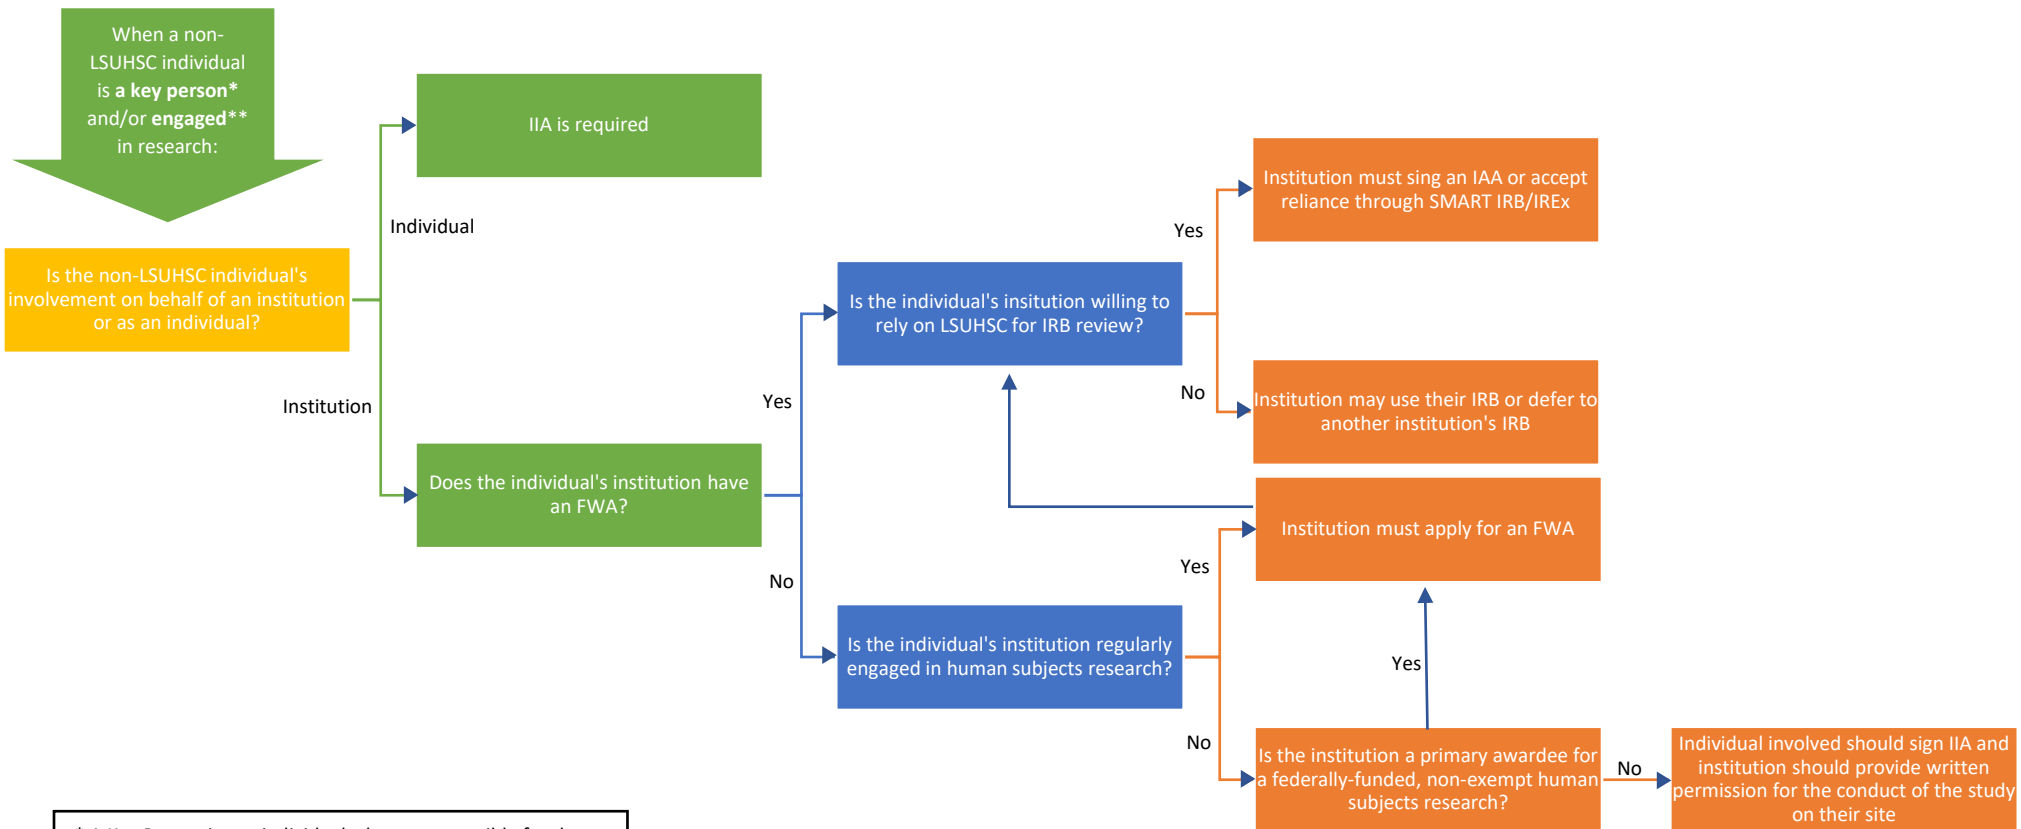 When a non-
LSUHSC individual
is a key person*
and/or engaged**
in research:
Is the non-LSUHSC individual's
involvement on behalf of an institution
or as an individual?
Individual
Institution
IIA is required
Does the individual's institution have
an FWA?
Yes
No
Is the individual's insitution willing to
rely on LSUHSC for IRB review?
Is the individual's institution regularly
engaged in human subjects research?
Yes
No
Institution must sing an IAA or accept
reliance through SMART IRB/IREx
Institution may use their IRB or defer to
another institution's IRB
Yes
No
Institution must apply for an FWA
Yes
Is the institution a primary awardee for
a federally-funded, non-exempt human
subjects research?
No
Individual involved should sign IIA and
institution should provide written
permission for the conduct of the study
on their site